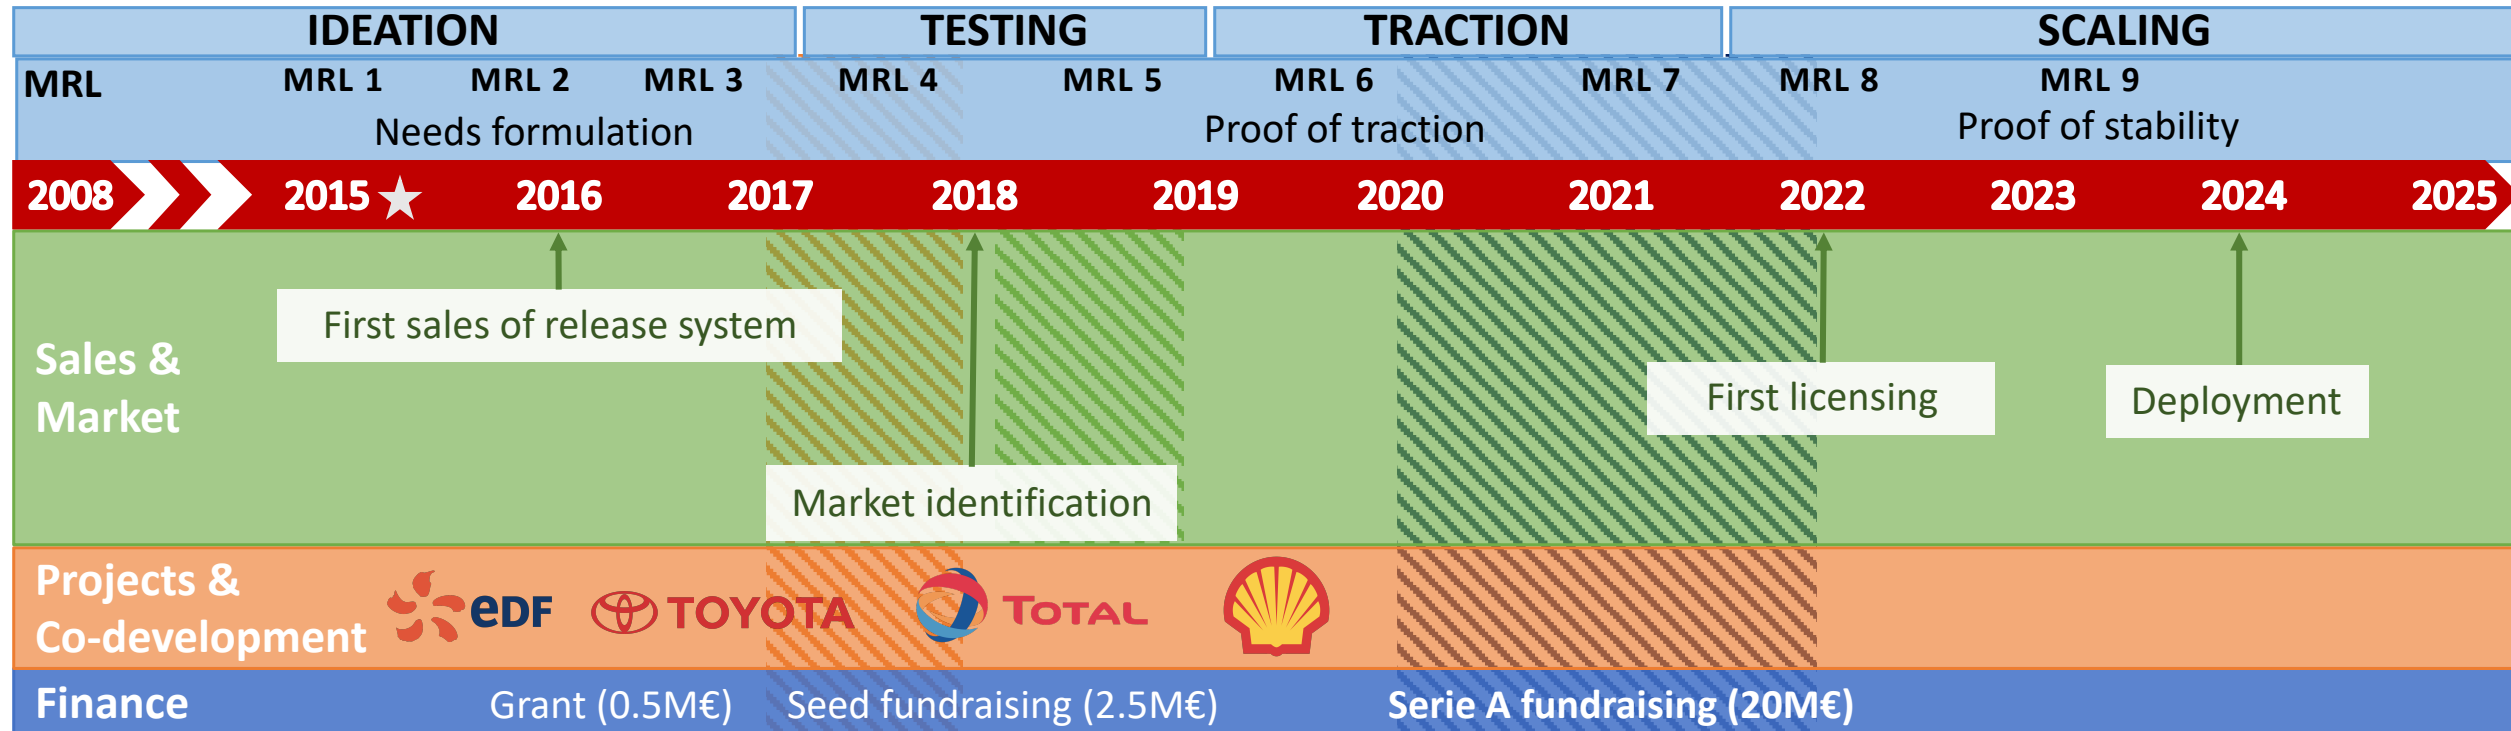 IDEATION TESTING TRACTION SCALING
MRL MRL 1 MRL 2 MRL 3 MRL 4 MRL 5 MRL 6 MRL 7 MRL 8 MRL 9
Needs formulation Proof of traction Proof of stability
2008 2015 2016 2017 2018 2019 2020 2021 2022 2023 2024 2025
First sales of release system
Sales &
Market
First licensing
Deployment
Market identification
Projects &
Co-development
eDF TOYOTA TOTAL
Finance Grant (0.5M€) Seed fundraising (2.5M€) Serie A fundraising (20M€)